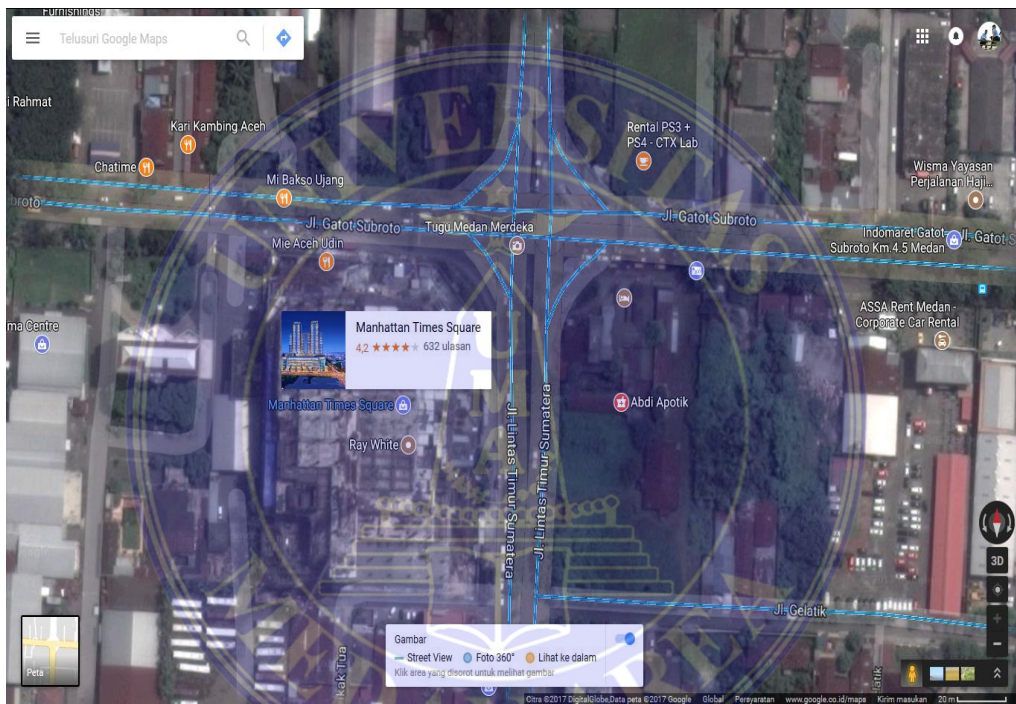 Furnishings
Telusuri Google Maps
i Rahmat
Kari Kambing Aceh
Chatime
Mi Bakso Ujang
Rental PS3 +
PS4 - CTX Lab
Wisma Yayasan
Perjalanan Haji...
broto
Jl. Gatot Subroto
Tugu Medan Merdeka
Jl. Gatot Subroto
Indomaret Gatot
Subroto Km.4.5 Medan
Jl. Gatot S
Mie Aceh Udin
ma Centre
ASSA Rent Medan -
Corporate Car Rental
Manhattan Times Square
4,2 ★★★★★ 632 ulasan
Manhattan Times Square
Abdi Apotik
Ray White
Jl. Lintas Timur Sumatera
Jl. Lintas Timur Sumatera
Jl. Gelatik
UNIVERSITAS
UMA
3D
Peta
kak Tua
latik
Gambar
Street View
Foto 360°
Lihat ke dalam
Klik area yang disorot untuk melihat gambar
Citra ©2017 DigitalGlobe,Data peta ©2017 Google Global Persyaratan www.google.co.id/maps Kirim masukan 20 m